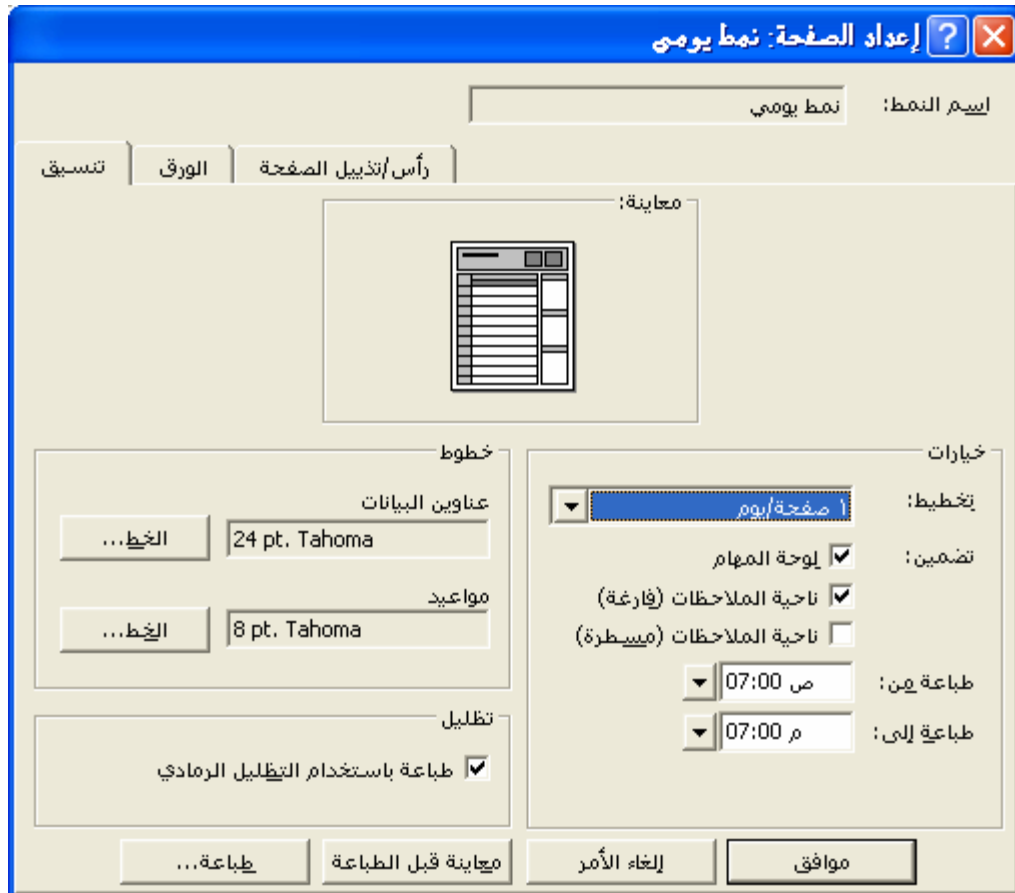 إعداد الصفحة: نمط يومي
اسم النمط: نمط يومي
تنسيق الورق رأس/تذييل الصفحة
معاينة:
خيارات
تخطيط: ١ صفحة/يوم
تضمين: لوحة المهام
ناحية الملاحظات (فارغة)
ناحية الملاحظات (مسطرة)
طباعة من: 07:00 ص
طباعة إلى: 07:00 م
خطوط
عناوين البيانات
24 pt. Tahoma الخط...
مواعيد
8 pt. Tahoma الخط...
تظليل
طباعة باستخدام التظليل الرمادي
موافق إلغاء الأمر معاينة قبل الطباعة طباعة...